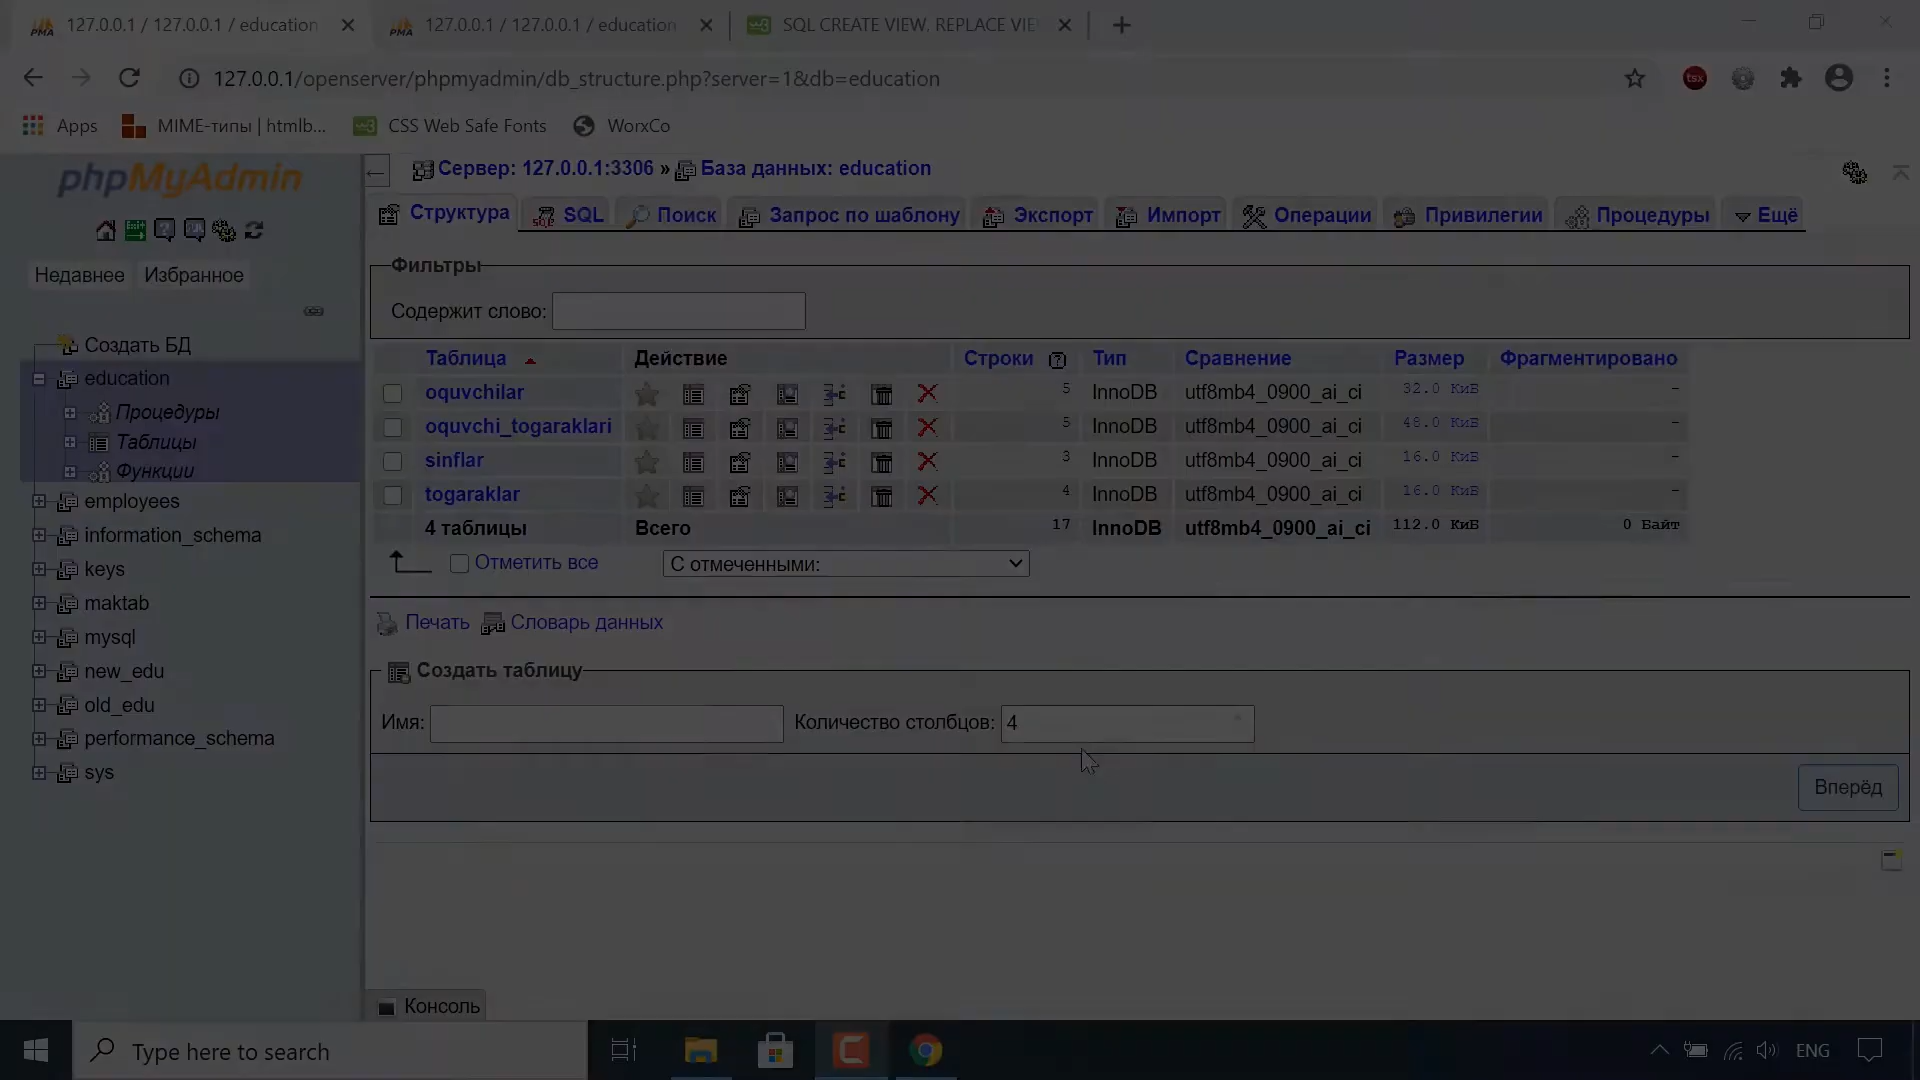 127.0.0.1 / 127.0.0.1 / education
127.0.0.1 / 127.0.0.1 / education
SQL CREATE VIEW, REPLACE VIE
127.0.0.1/openserver/phpmyadmin/db_structure.php?server=1&db=education
Apps
MIME-типы | htmlb...
CSS Web Safe Fonts
WorxCo
phpMyAdmin
Недавнее Избранное
Создать БД
education
Процедуры
Таблицы
Функции
employees
information_schema
keys
maktab
mysql
new_edu
old_edu
performance_schema
sys
Сервер: 127.0.0.1:3306 » База данных: education
Структура SQL Поиск Запрос по шаблону Экспорт Импорт Операции Привилегии Процедуры Ещё
Фильтры
Содержит слово:
Таблица Действие Строки Тип Сравнение Размер Фрагментировано
oquvchilar 5 InnoDB utf8mb4_0900_ai_ci 32.0 КиБ -
oquvchi_togaraklari 5 InnoDB utf8mb4_0900_ai_ci 48.0 КиБ -
sinflar 3 InnoDB utf8mb4_0900_ai_ci 16.0 КиБ -
togaraklar 4 InnoDB utf8mb4_0900_ai_ci 16.0 КиБ -
4 таблицы Всего 17 InnoDB utf8mb4_0900_ai_ci 112.0 КиБ 0 Байт
Отметить все С отмеченными:
Печать Словарь данных
Создать таблицу
Имя: Количество столбцов: 4
Вперёд
Консоль
Type here to search
ENG